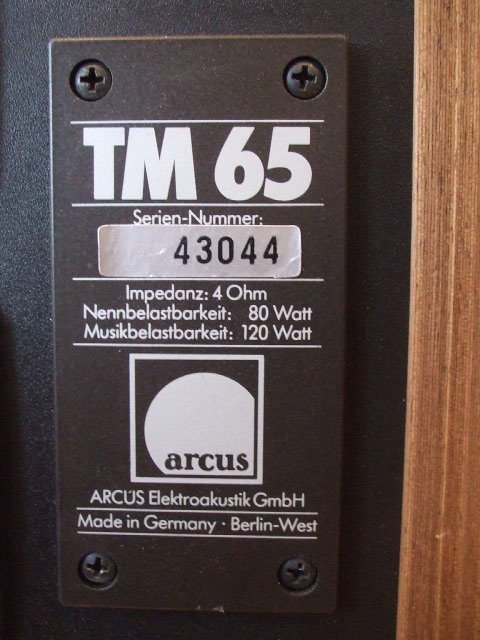 TM 65
Serien-Nummer:
43044
Impedanz: 4 Ohm
Nennbelastbarkeit: 80 Watt
Musikbelastbarkeit: 120 Watt
arcus
ARCUS Elektroakustik GmbH
Made in Germany · Berlin-West